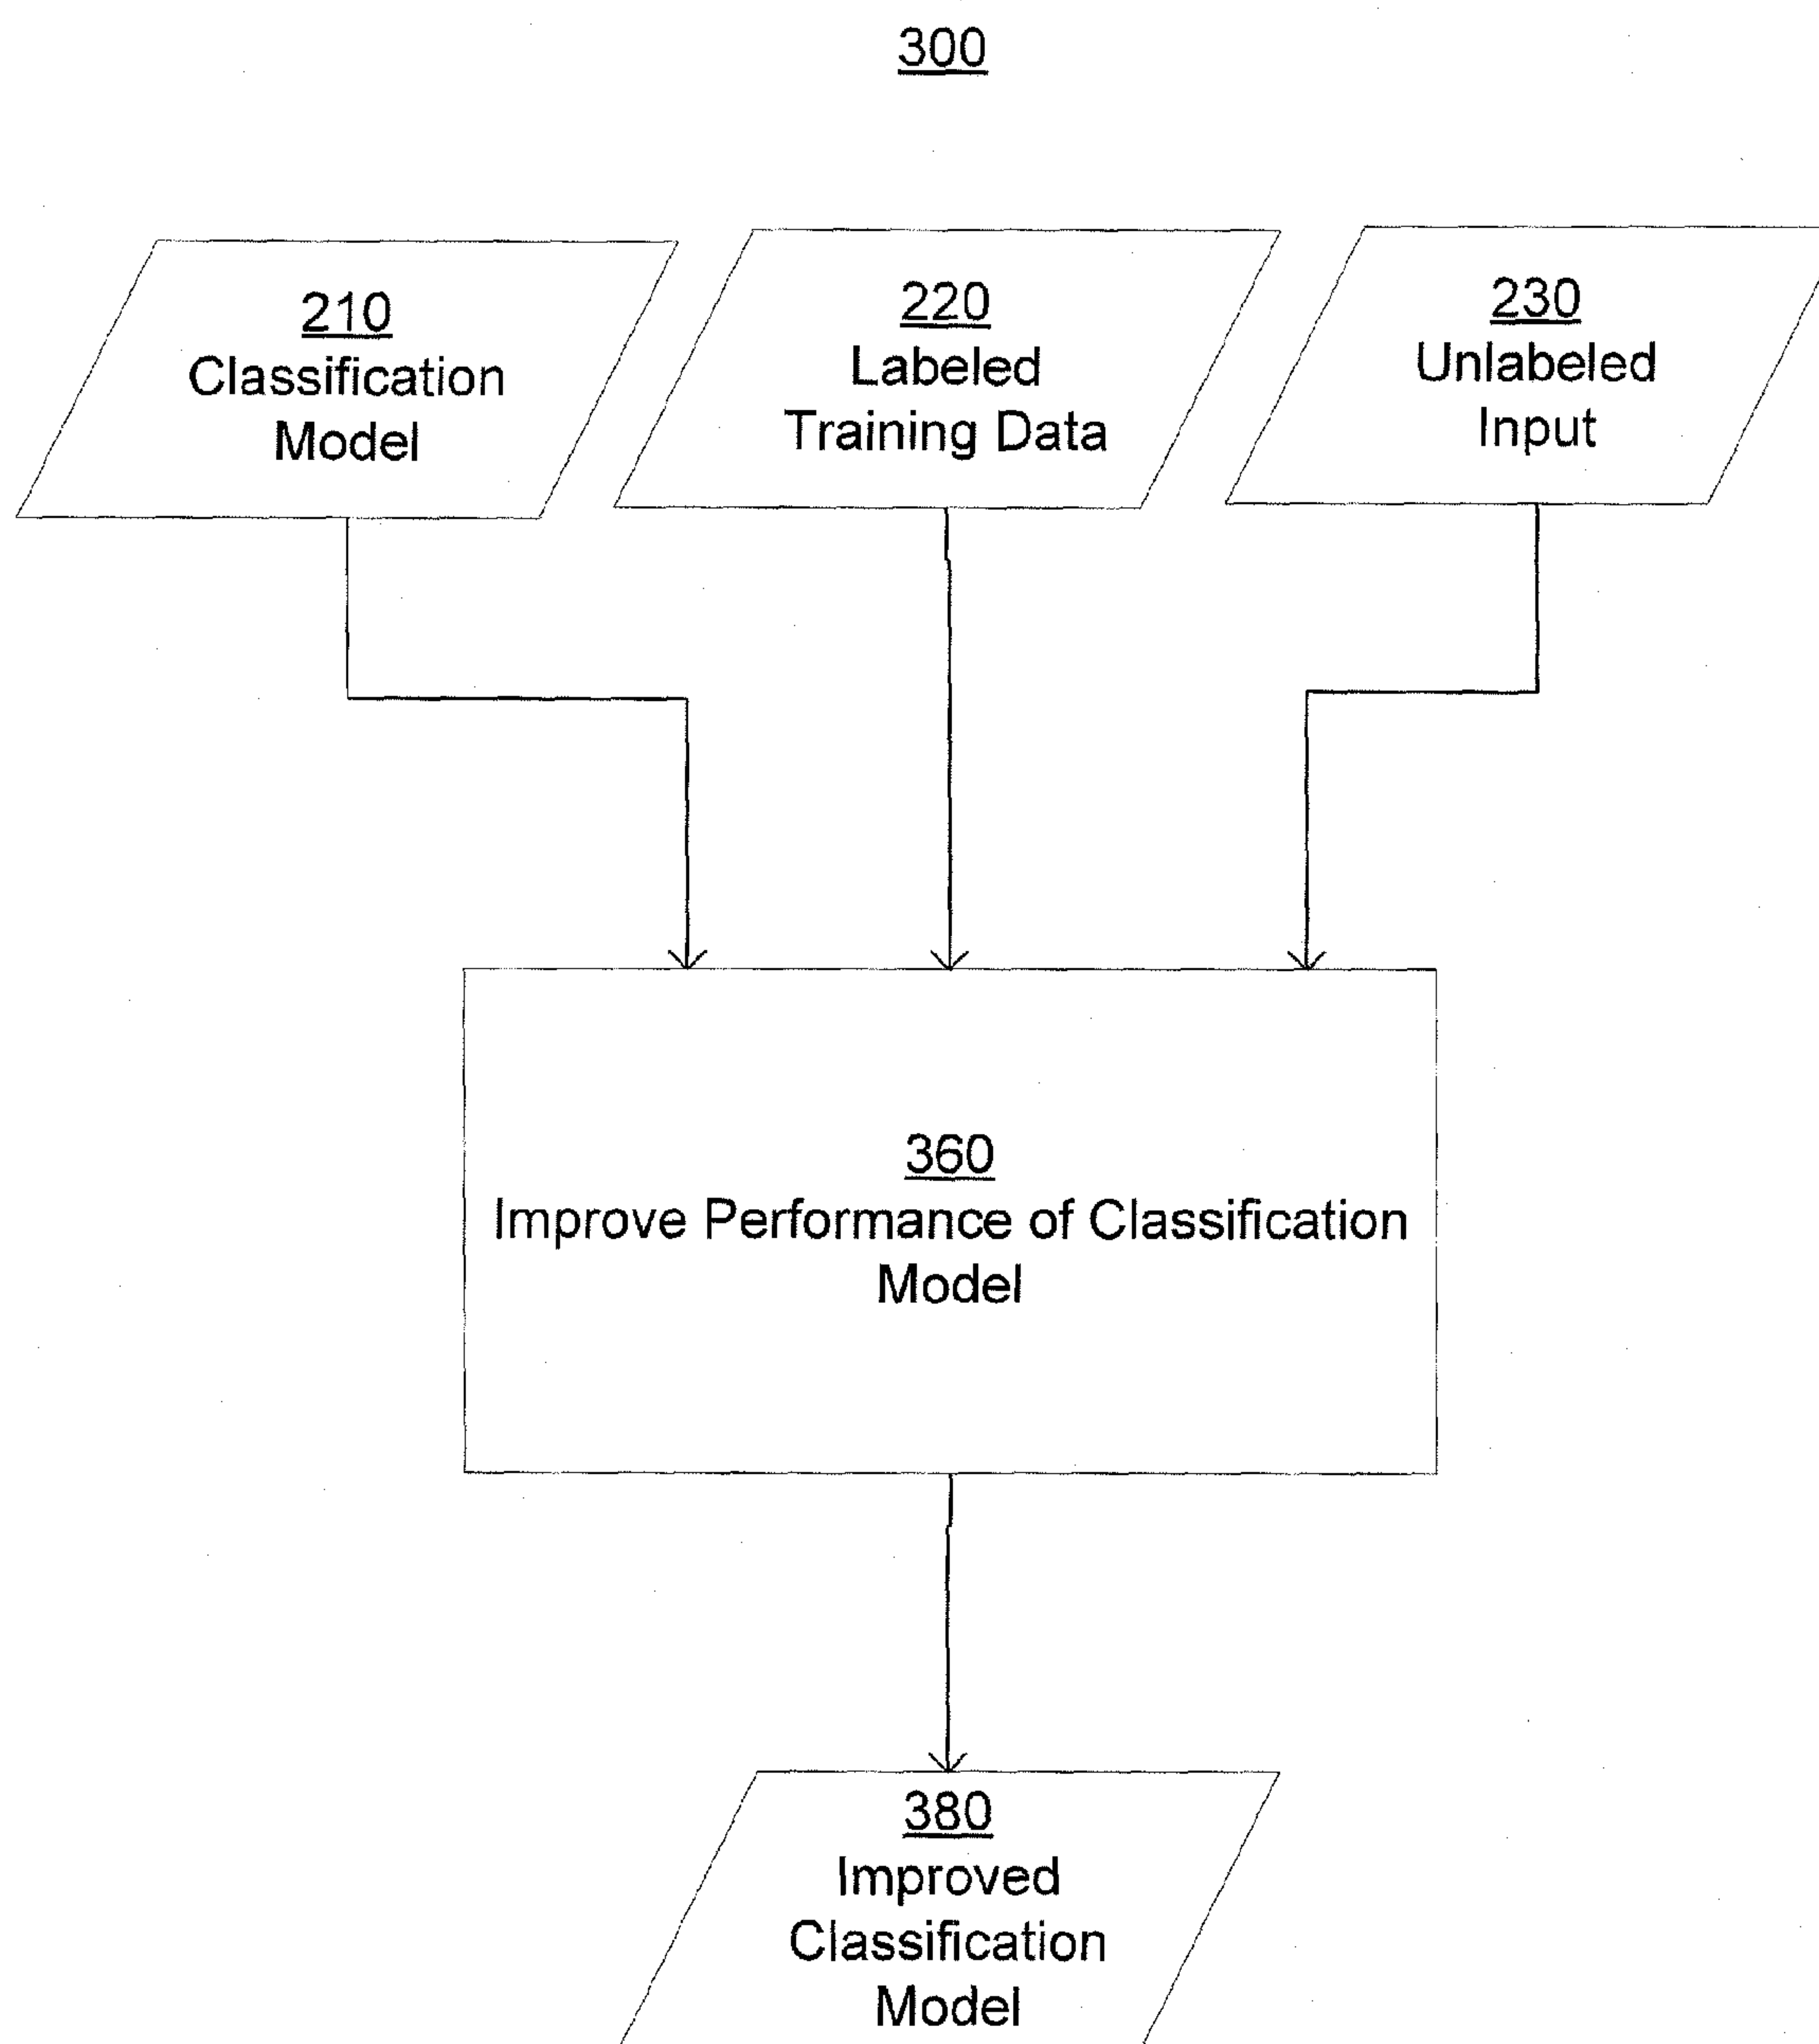 300
210
Classification
Model
220
Labeled
Training Data
230
Unlabeled
Input
360
Improve Performance of Classification
Model
380
Improved
Classification
Model